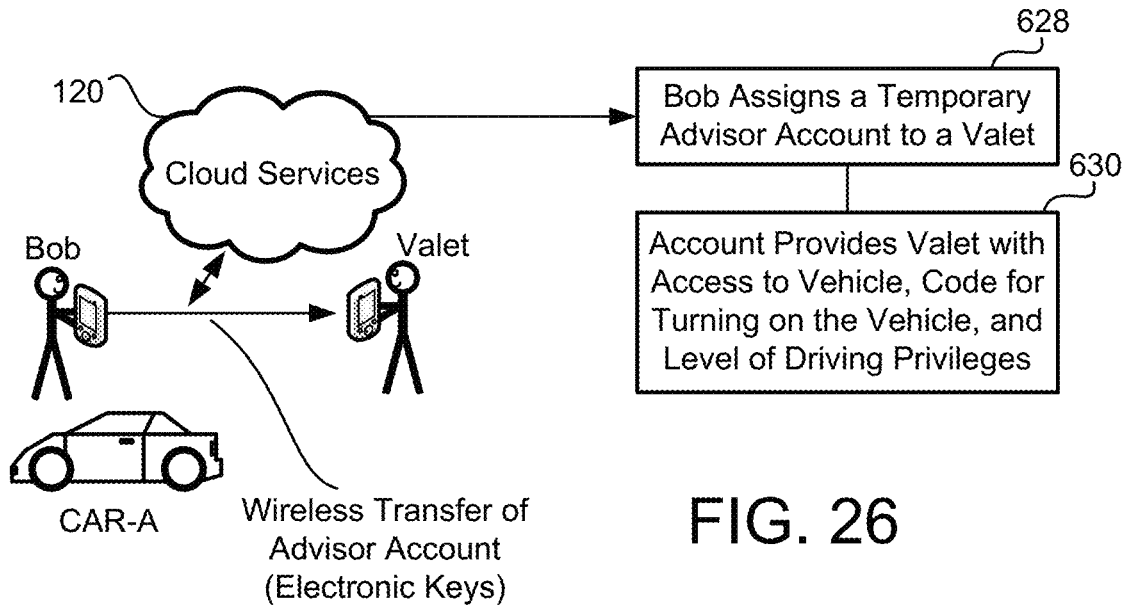 628
120
Bob Assigns a Temporary
Advisor Account to a Valet
Cloud Services
630
Bob
Valet
Account Provides Valet with
Access to Vehicle, Code for
Turning on the Vehicle, and
Level of Driving Privileges
CAR-A
Wireless Transfer of
Advisor Account
(Electronic Keys)
FIG. 26